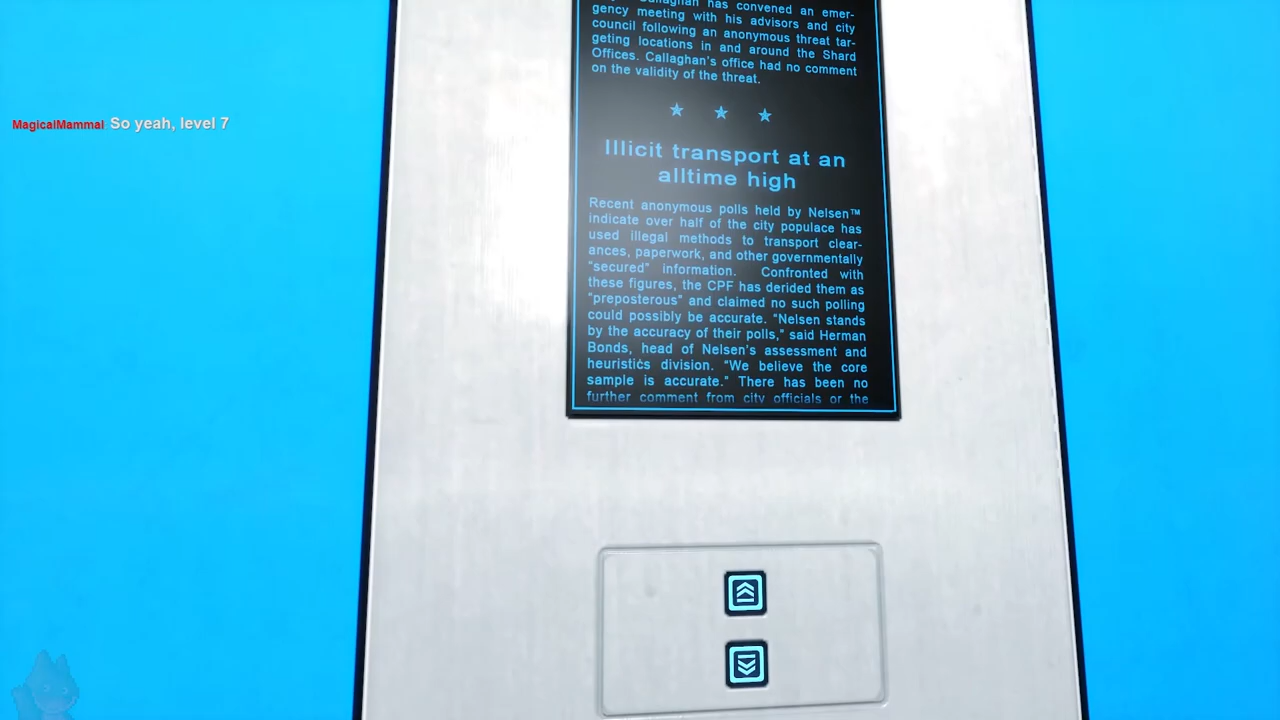 Callaghan has convened an emer-
gency meeting with his advisors and city
council following an anonymous threat tar-
geting locations in and around the Shard
Offices. Callaghan's office had no comment
on the validity of the threat.
MagicalMammal So yeah, level 7
Illicit transport at an
alltime high
Recent anonymous polls held by Nelsen™
indicate over half of the city populace has
used illegal methods to transport clear-
ances, paperwork, and other governmentally
"secured" information. Confronted with
these figures, the CPF has derided them as
"preposterous" and claimed no such polling
could possibly be accurate. "Nelsen stands
by the accuracy of their polls," said Herman
Bonds, head of Nelsen's assessment and
heuristics division. "We believe the core
sample is accurate." There has been no
further comment from city officials or the